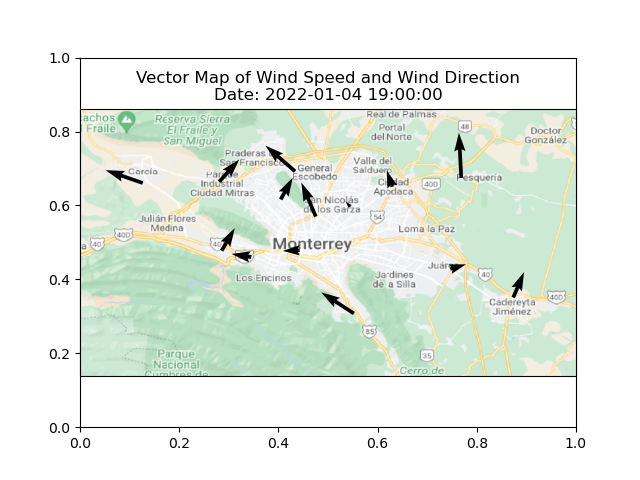 1.0
Vector Map of Wind Speed and Wind Direction
Date: 2022-01-04 19:00:00
achos
Fraile
Reserva Sierra
El Fraile y
San Miguel
Real de Palmas
48
Portal
del Norte
Doctor
González
0.8
Praderas
San Francisco
García
Industrial
Ciudad Mitras
General
Escobedo
Valle del
Salduero
Ciudad
Apodaca
40D
Pesquería
0.6
Julián Flores
Medina
San Nicolás
de los Garza
54
Loma la Paz
40
40D
40
Monterrey
0.4
Los Encinos
Jardines
de la Silla
Juárez
40
40D
Cadereyta
Jiménez
85
0.2
Parque
Nacional
Cumbres de
35
Cerro de
0.0
0.0
0.2
0.4
0.6
0.8
1.0